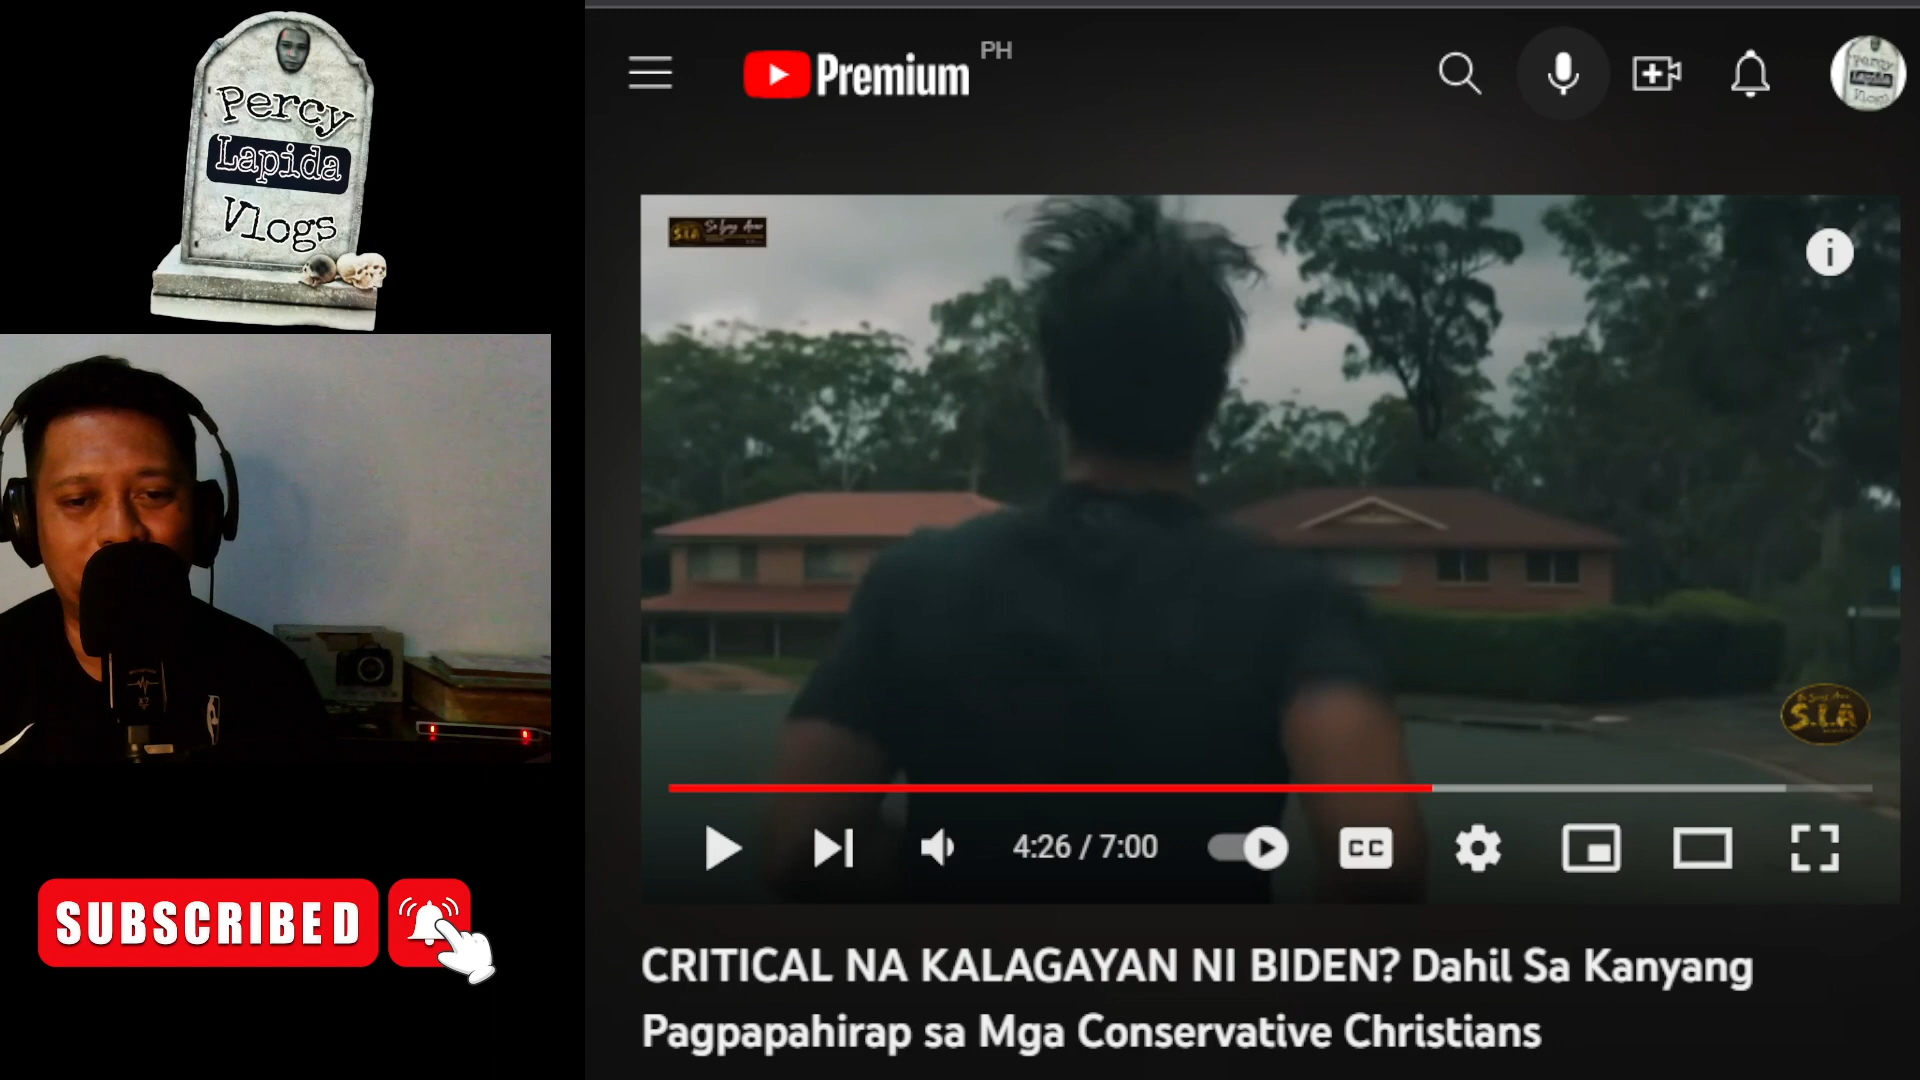 Percy
Lapida
Vlogs
SUBSCRIBED
Premium
PH
S.I.A
4:26 / 7:00
CC
S.I.A
CRITICAL NA KALAGAYAN NI BIDEN? Dahil Sa Kanyang
Pagpapahirap sa Mga Conservative Christians